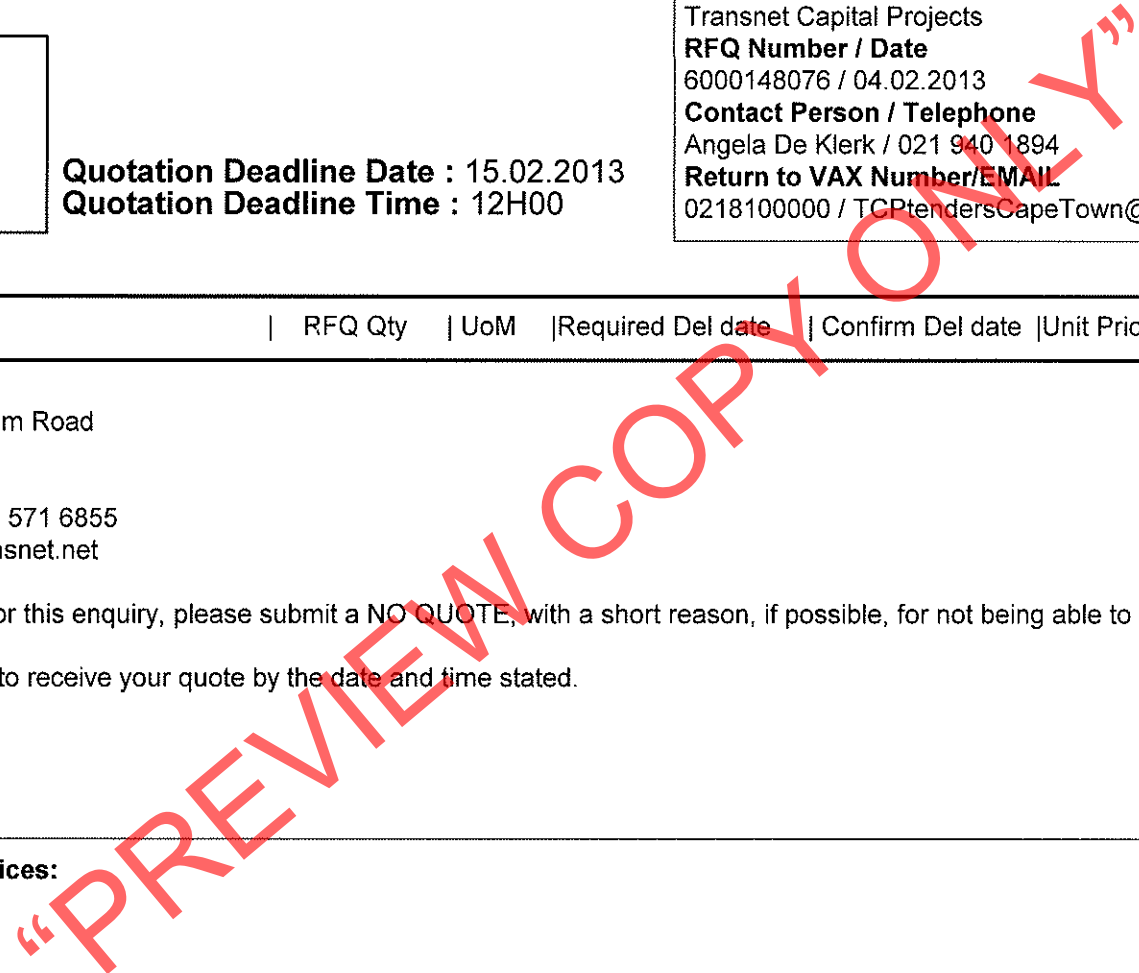 Transnet Capital Projects
RFQ Number / Date
6000148076 / 04.02.2013
Contact Person / Telephone
Angela De Klerk / 021 940 1894
Return to VAX Number/EMAIL
0218100000 / TCPtendersCapeTown@
Quotation Deadline Date : 15.02.2013
Quotation Deadline Time : 12H00
| RFQ Qty | UoM |Required Del date | Confirm Del date |Unit Pric
m Road
571 6855
snet.net
or this enquiry, please submit a NO QUOTE, with a short reason, if possible, for not being able to
to receive your quote by the date and time stated.
ices:
“PREVIEW COPY ONLY”